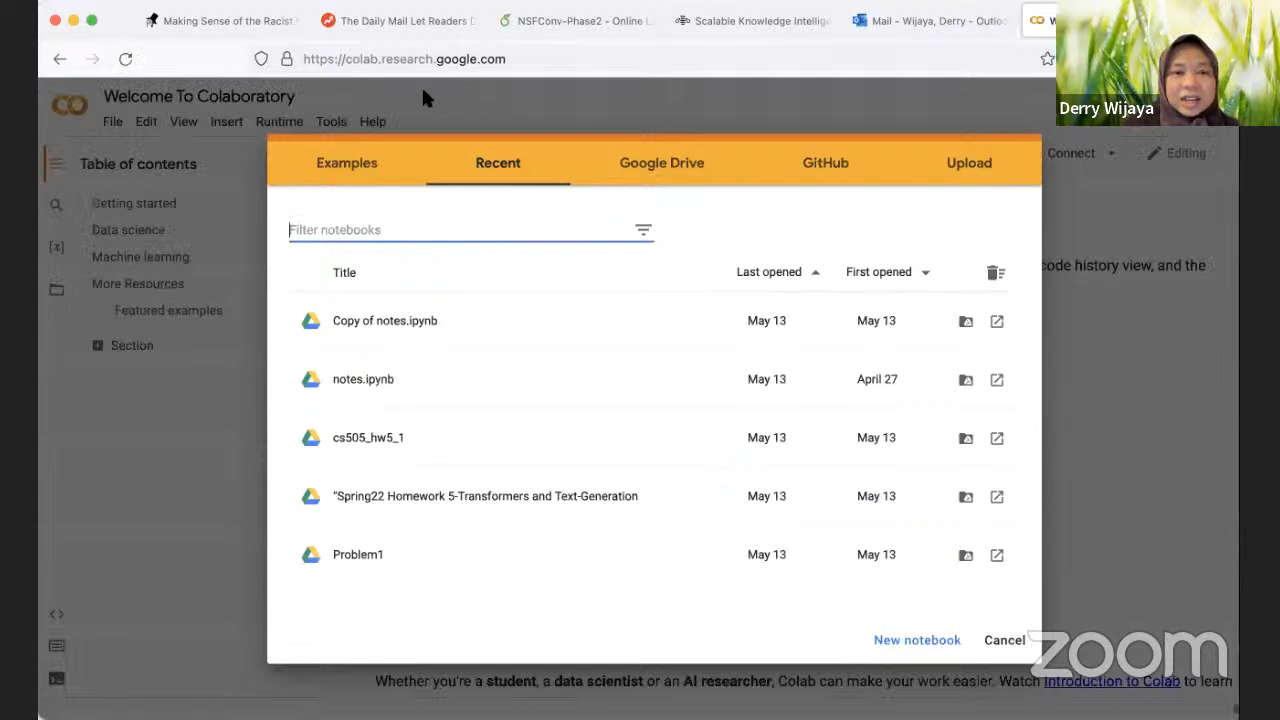 Making Sense of the Racist
The Daily Mail Let Readers D
NSFConv-Phase2 - Online L
Scalable Knowledge Intellige
Mail - Wijaya, Derry - Outlo
https://colab.research.google.com
Derry Wijaya
Welcome To Colaboratory
File Edit View Insert Runtime Tools Help
Connect Editing
Table of contents
Getting started
Data science
Machine learning
More Resources
Featured examples
Section
Examples Recent Google Drive GitHub Upload
Filter notebooks
Title Last opened First opened
Copy of notes.ipynb May 13 May 13
notes.ipynb May 13 April 27
cs505_hw5_1 May 13 May 13
"Spring22 Homework 5-Transformers and Text-Generation May 13 May 13
Problem1 May 13 May 13
code history view, and the
New notebook Cancel
zoom
Whether you're a student, a data scientist or an AI researcher, Colab can make your work easier. Watch Introduction to Colab to learn